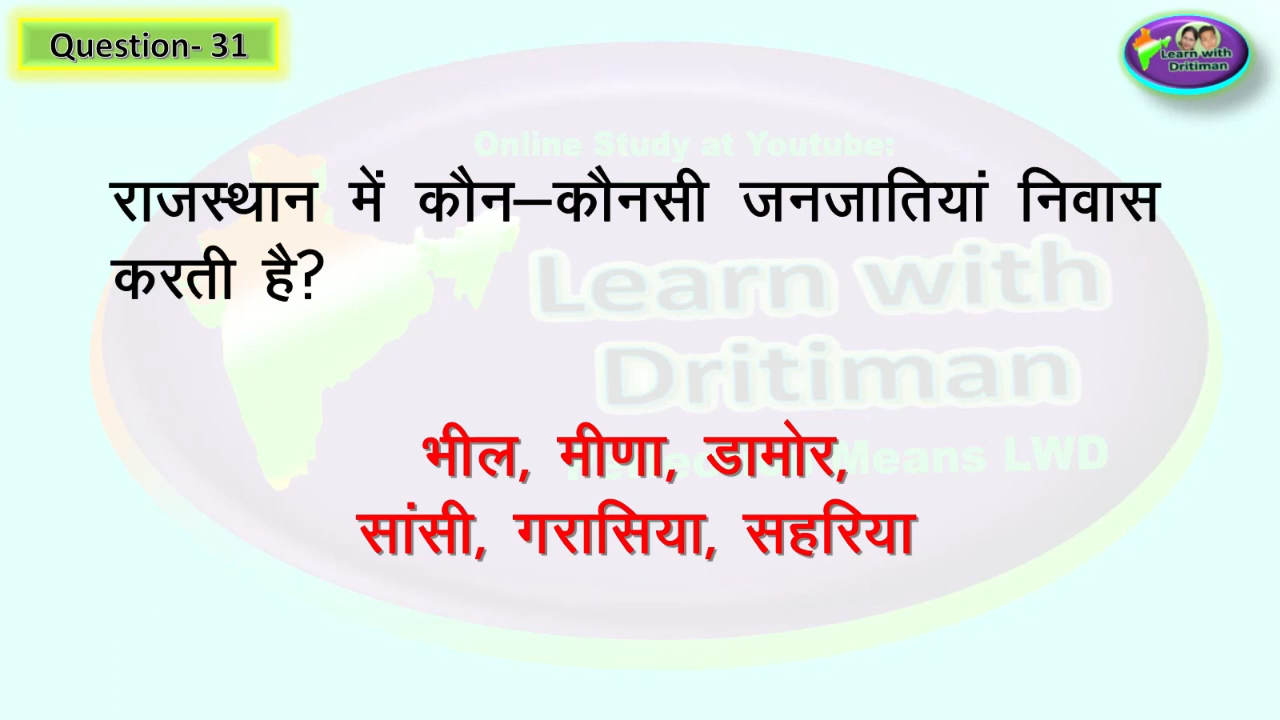 Question- 31
Learn with
Dritiman
Online Study at Youtube:
राजस्थान में कौन–कौनसी जनजातियां निवास
करती है?
Learn with
Dritiman
भील, मीणा, डामोर,
Means LWD
सांसी, गरासिया, सहरिया